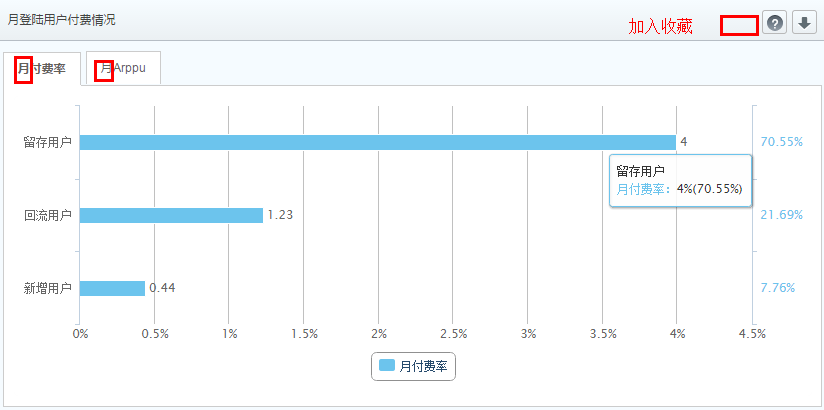 月登陆用户付费情况
加入收藏
?
月付费率
月Arppu
留存用户
4
70.55%
留存用户
月付费率：4%(70.55%)
回流用户
1.23
21.69%
新增用户
0.44
7.76%
0% 0.5% 1% 1.5% 2% 2.5% 3% 3.5% 4% 4.5%
月付费率